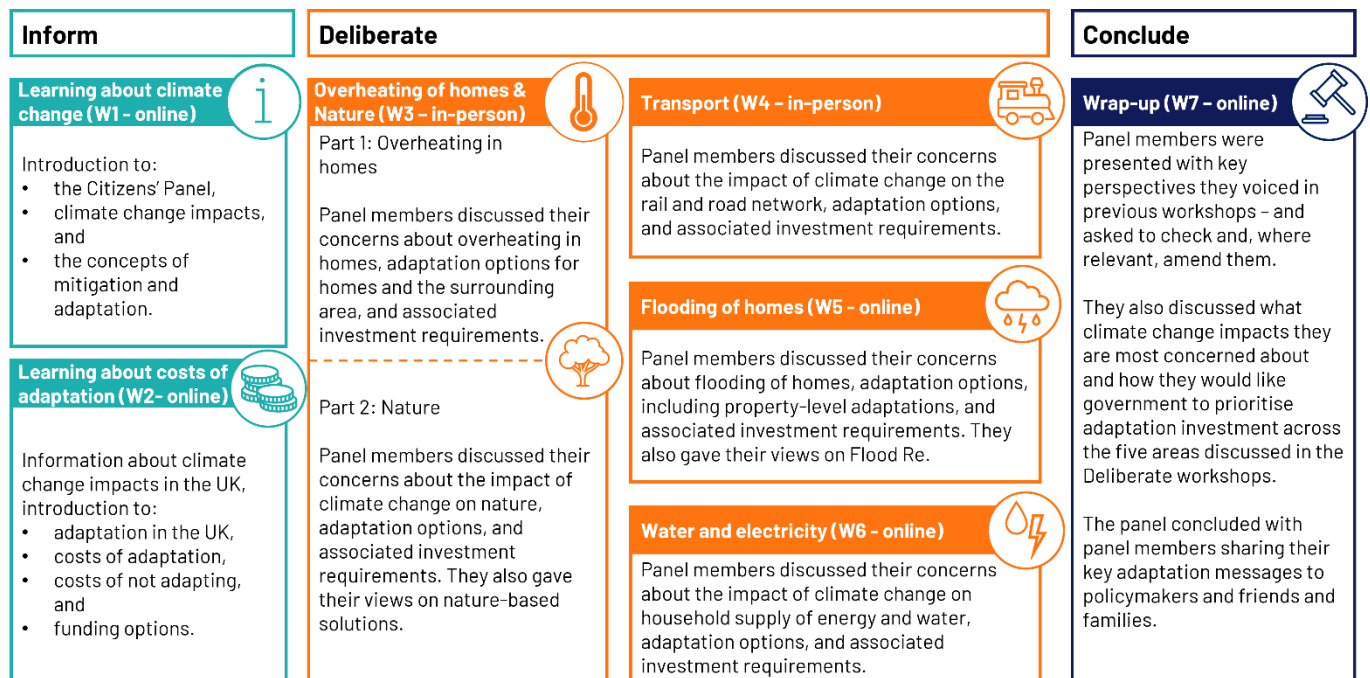 Inform
Learning about climate
change (W1 - online)
Introduction to:
• the Citizens’ Panel,
• climate change impacts,
and
• the concepts of
mitigation and
adaptation.
Learning about costs of
adaptation (W2- online)
Information about climate
change impacts in the UK,
introduction to:
• adaptation in the UK,
• costs of adaptation,
• costs of not adapting,
and
• funding options.
Deliberate
Overheating of homes &
Nature (W3 – in-person)
Part 1: Overheating in
homes
Panel members discussed their
concerns about overheating in
homes, adaptation options for
homes and the surrounding
area, and associated
investment requirements.
Part 2: Nature
Panel members discussed their
concerns about the impact of
climate change on nature,
adaptation options, and
associated investment
requirements. They also gave
their views on nature-based
solutions.
Transport (W4 – in-person)
Panel members discussed their concerns
about the impact of climate change on the
rail and road network, adaptation options,
and associated investment requirements.
Flooding of homes (W5 - online)
Panel members discussed their concerns
about flooding of homes, adaptation options,
including property-level adaptations, and
associated investment requirements. They
also gave their views on Flood Re.
Water and electricity (W6 - online)
Panel members discussed their concerns
about the impact of climate change on
household supply of energy and water,
adaptation options, and associated
investment requirements.
Conclude
Wrap-up (W7 – online)
Panel members were
presented with key
perspectives they voiced in
previous workshops – and
asked to check and, where
relevant, amend them.
They also discussed what
climate change impacts they
are most concerned about
and how they would like
government to prioritise
adaptation investment across
the five areas discussed in the
Deliberate workshops.
The panel concluded with
panel members sharing their
key adaptation messages to
policymakers and friends and
families.